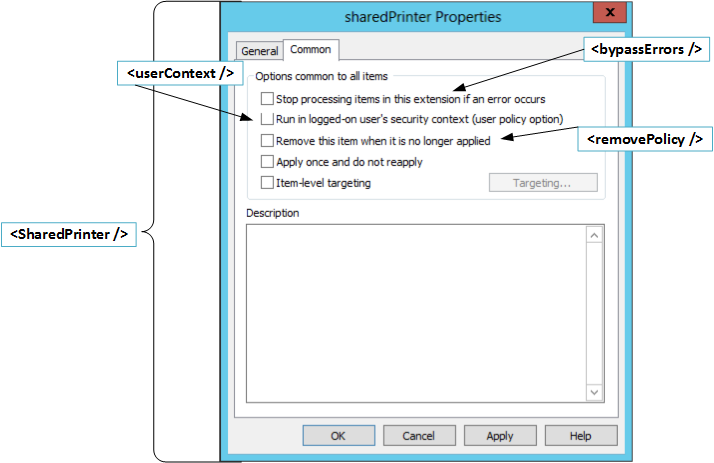 sharedPrinter Properties
x
General
Common
<bypassErrors />
<userContext />
Options common to all items
Stop processing items in this extension if an error occurs
Run in logged-on user's security context (user policy option)
Remove this item when it is no longer applied
<removePolicy />
Apply once and do not reapply
Item-level targeting
Targeting...
Description
<SharedPrinter />
OK
Cancel
Apply
Help